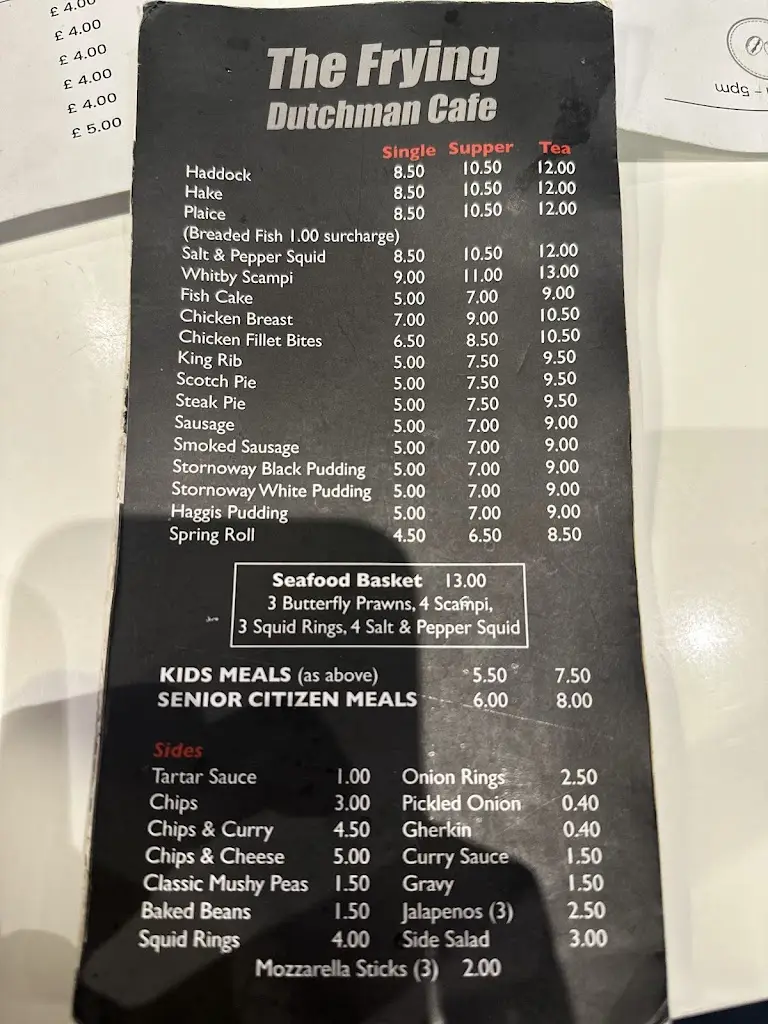 £ 4.00
£ 4.00
£ 4.00
£ 4.00
£ 4.00
£ 5.00
5pm
The Frying
Dutchman Cafe
Single Supper Tea
Haddock 8.50 10.50 12.00
Hake 8.50 10.50 12.00
Plaice 8.50 10.50 12.00
(Breaded Fish 1.00 surcharge)
Salt & Pepper Squid 8.50 10.50 12.00
Whitby Scampi 9.00 11.00 13.00
Fish Cake 5.00 7.00 9.00
Chicken Breast 7.00 9.00 10.50
Chicken Fillet Bites 6.50 8.50 10.50
King Rib 5.00 7.50 9.50
Scotch Pie 5.00 7.50 9.50
Steak Pie 5.00 7.50 9.50
Sausage 5.00 7.00 9.00
Smoked Sausage 5.00 7.00 9.00
Stornoway Black Pudding 5.00 7.00 9.00
Stornoway White Pudding 5.00 7.00 9.00
Haggis Pudding 5.00 7.00 9.00
Spring Roll 4.50 6.50 8.50
Seafood Basket 13.00
3 Butterfly Prawns, 4 Scampi,
3 Squid Rings, 4 Salt & Pepper Squid
KIDS MEALS (as above) 5.50 7.50
SENIOR CITIZEN MEALS 6.00 8.00
Sides
Tartar Sauce 1.00 Onion Rings 2.50
Chips 3.00 Pickled Onion 0.40
Chips & Curry 4.50 Gherkin 0.40
Chips & Cheese 5.00 Curry Sauce 1.50
Classic Mushy Peas 1.50 Gravy 1.50
Baked Beans 1.50 Jalapenos (3) 2.50
Squid Rings 4.00 Side Salad 3.00
Mozzarella Sticks (3) 2.00